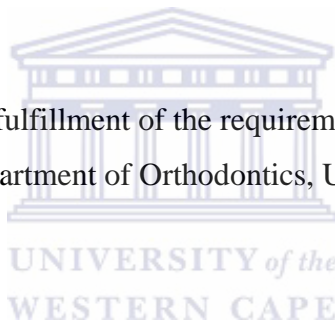 fulfillment of the requirem
artment of Orthodontics, U
UNIVERSITY of the
WESTERN CAPE